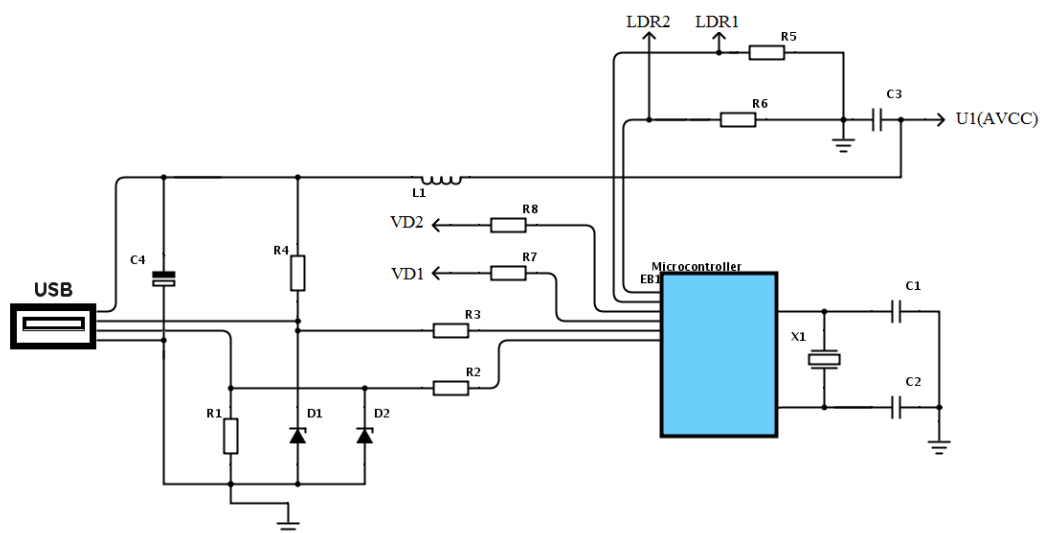 LDR2 LDR1
R5
R6
C3
U1(AVCC)
L1
VD2
R8
R4
C4
VD1
R7
Microcontroller
EB1
USB
C1
R3
X1
R2
C2
R1
D1
D2